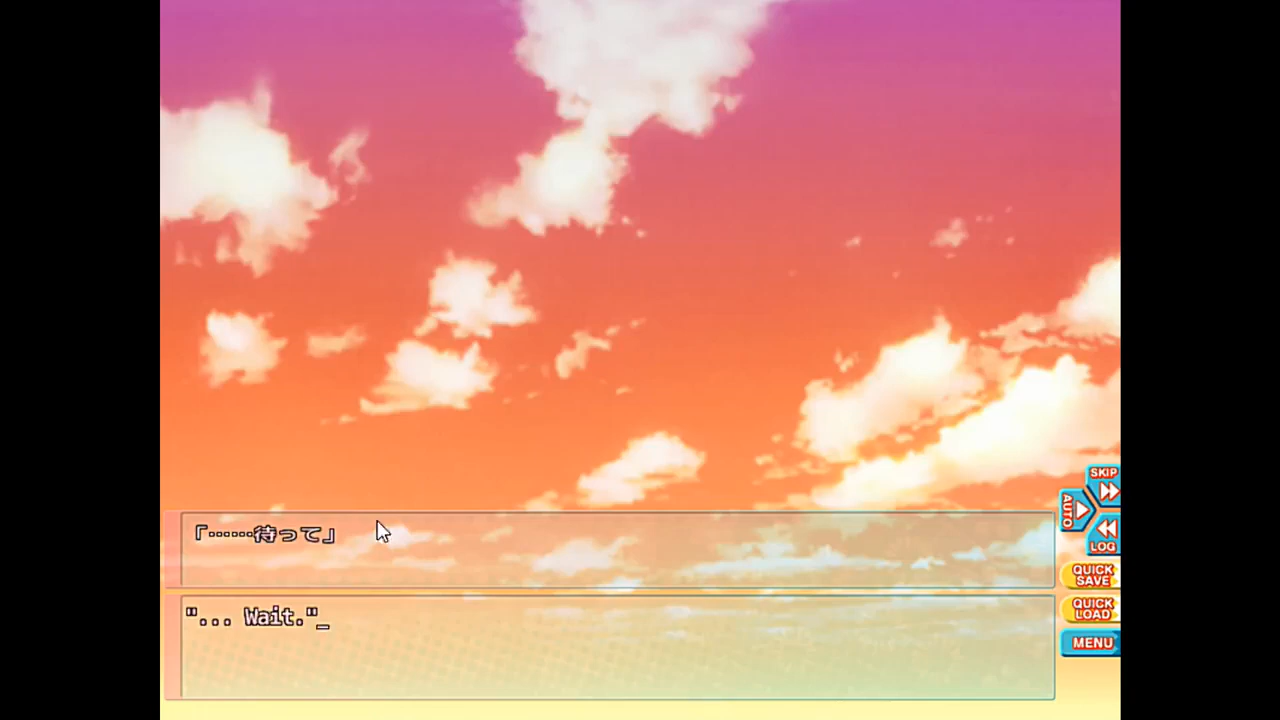 「……待って」
"... Wait."_
SKIP
AUTO
LOG
QUICK
SAVE
QUICK
LOAD
MENU